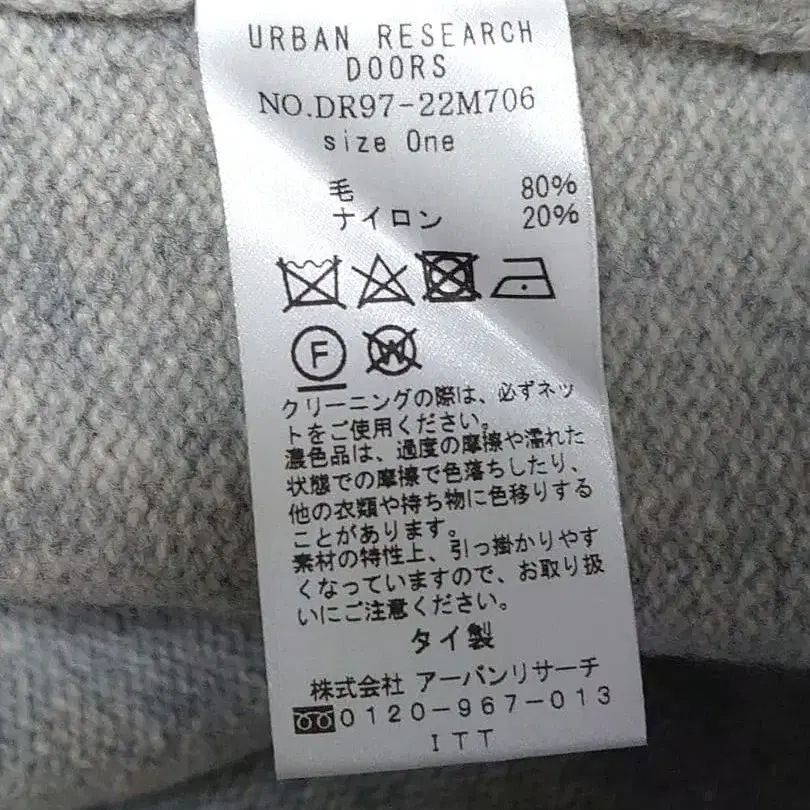 URBAN RESEARCH
DOORS
NO.DR97-22M706
size One
毛 80%
ナイロン 20%
F W
クリーニングの際は、必ずネッ
トをご使用ください。
濃色品は、過度の摩擦や濡れた
状態での摩擦で色落ちしたり、
他の衣類や持ち物に色移りする
ことがあります。
素材の特性上、引っ掛かりやす
くなっていますので、お取り扱
いにご注意ください。
タイ製
株式会社 アーバンリサーチ
0120-967-013
ITT